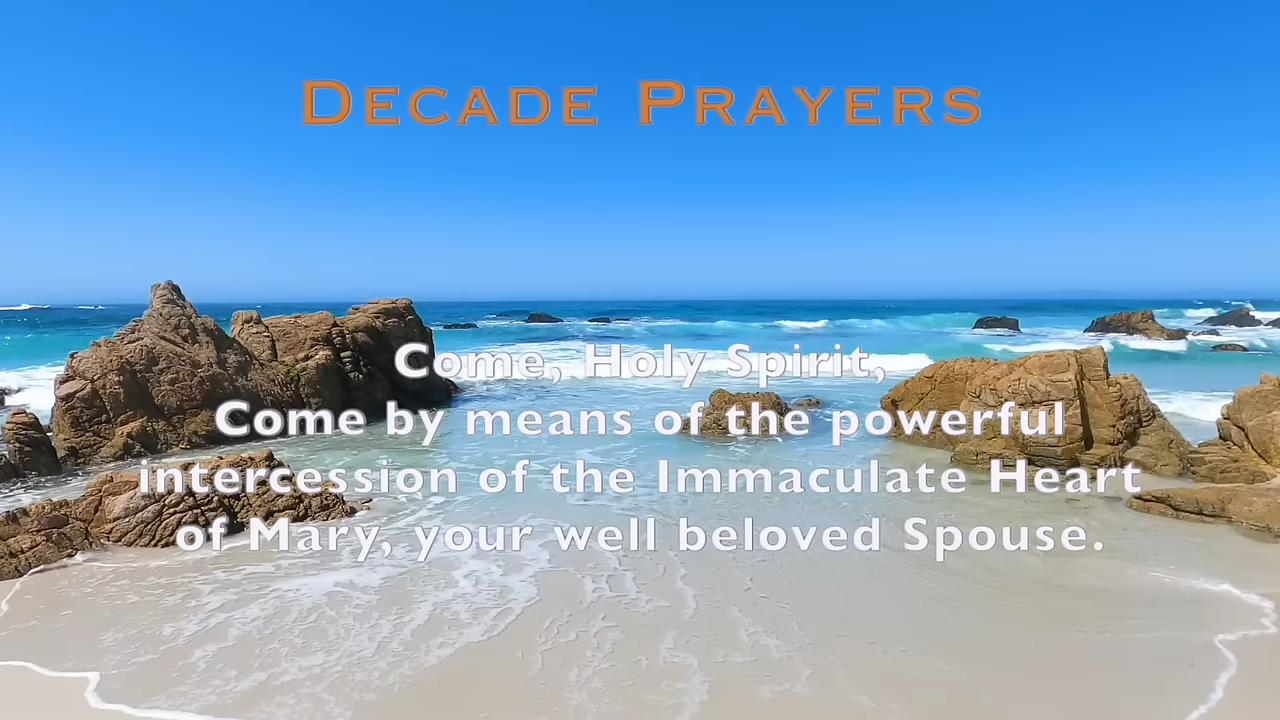 Decade Prayers
Come, Holy Spirit,
Come by means of the powerful
intercession of the Immaculate Heart
of Mary, your well beloved Spouse.